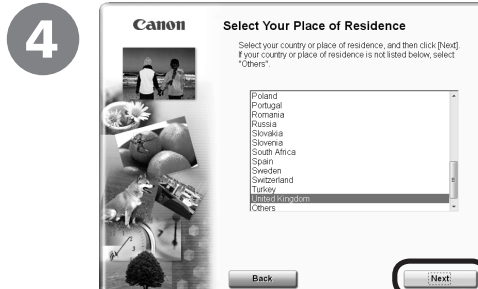 4
Canon
Select Your Place of Residence
Select your country or place of residence, and then click [Next].
If your country or place of residence is not listed below, select
"Others".
Poland
Portugal
Romania
Russia
Slovakia
Slovenia
South Africa
Spain
Sweden
Switzerland
Turkey
United Kingdom
Others
Back
Next